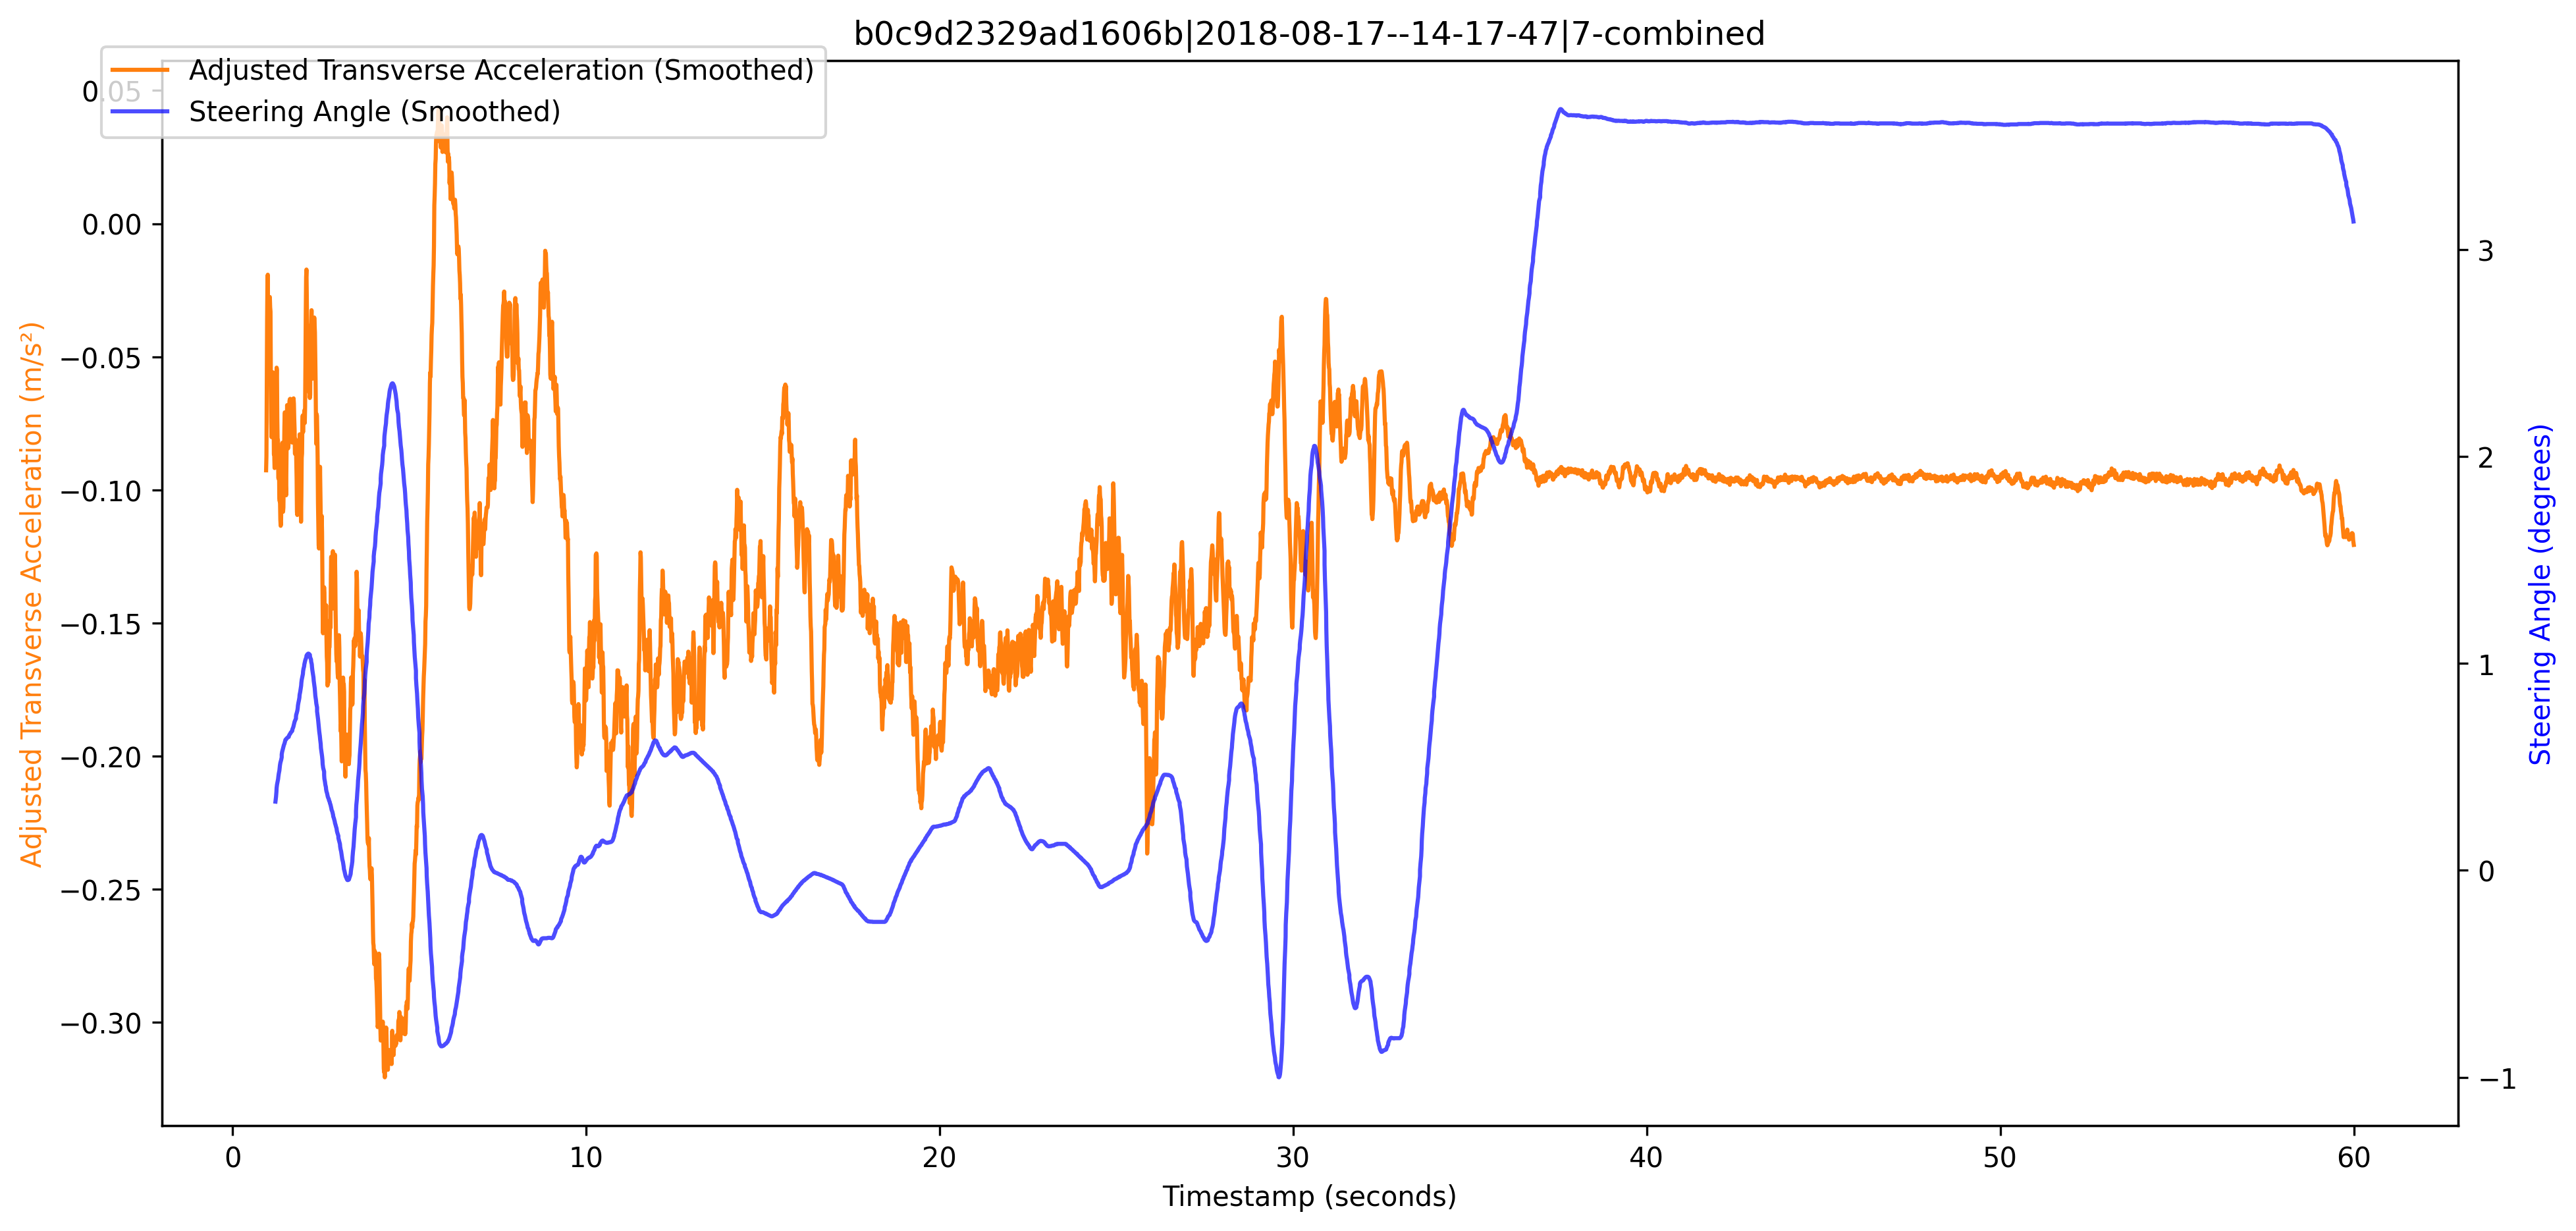 b0c9d2329ad1606b|2018-08-17--14-17-47|7-combined
Adjusted Transverse Acceleration (Smoothed)
Steering Angle (Smoothed)
Adjusted Transverse Acceleration (m/s²)
0.05
0.00
−0.05
−0.10
−0.15
−0.20
−0.25
−0.30
3
2
1
0
−1
Steering Angle (degrees)
0 10 20 30 40 50 60
Timestamp (seconds)